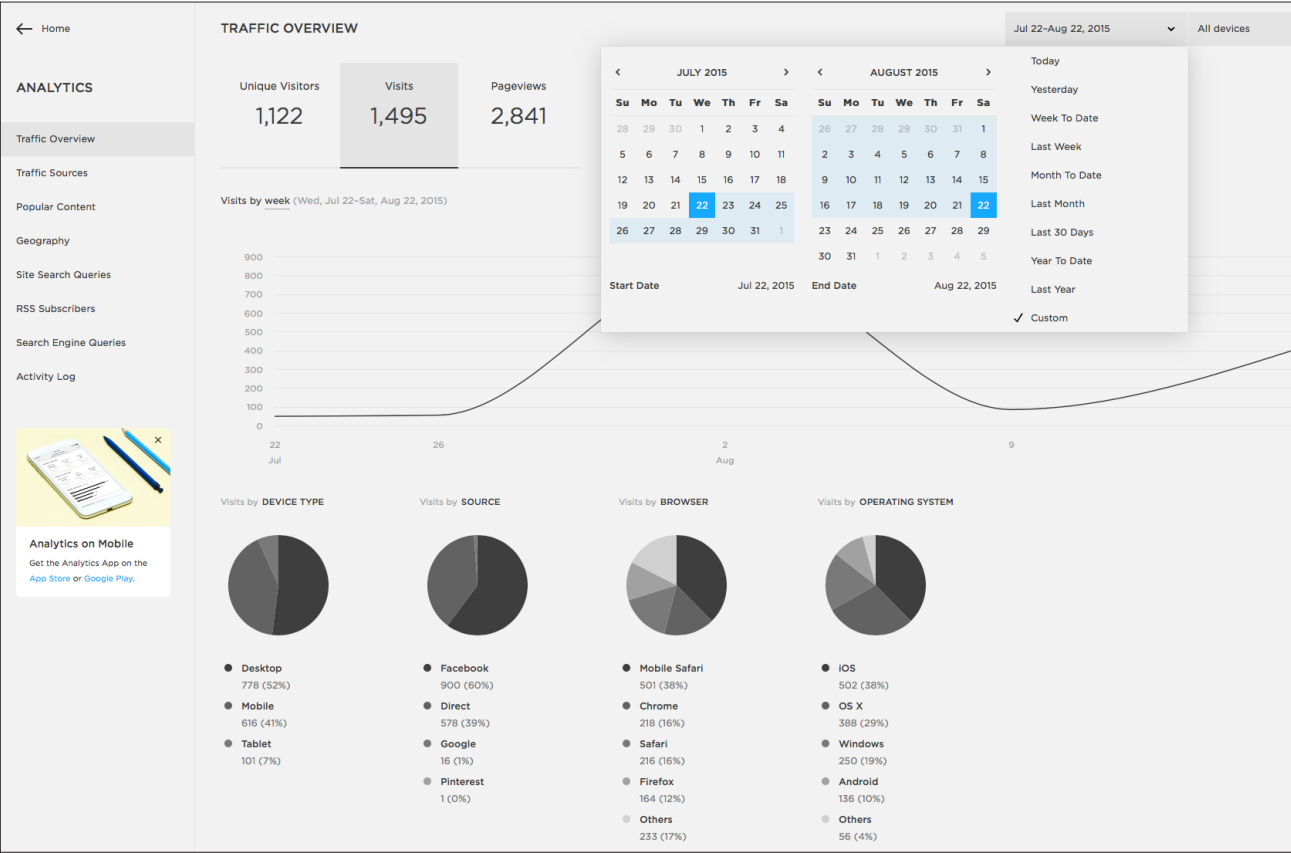 Home
TRAFFIC OVERVIEW
Jul 22–Aug 22, 2015
All devices
ANALYTICS
Traffic Overview
Traffic Sources
Popular Content
Geography
Site Search Queries
RSS Subscribers
Search Engine Queries
Activity Log
Analytics on Mobile
Get the Analytics App on the
App Store or Google Play.
Unique Visitors
1,122
Visits
1,495
Pageviews
2,841
Visits by week (Wed, Jul 22–Sat, Aug 22, 2015)
JULY 2015
Su Mo Tu We Th Fr Sa
28 29 30 1 2 3 4
5 6 7 8 9 10 11
12 13 14 15 16 17 18
19 20 21 22 23 24 25
26 27 28 29 30 31 1
Start Date Jul 22, 2015
AUGUST 2015
Su Mo Tu We Th Fr Sa
26 27 28 29 30 31 1
2 3 4 5 6 7 8
9 10 11 12 13 14 15
16 17 18 19 20 21 22
23 24 25 26 27 28 29
30 31 1 2 3 4 5
End Date Aug 22, 2015
Today
Yesterday
Week To Date
Last Week
Month To Date
Last Month
Last 30 Days
Year To Date
Last Year
Custom
900
800
700
600
500
400
300
200
100
0
22 26 2 9
Jul Aug
Visits by DEVICE TYPE
Desktop
778 (52%)
Mobile
616 (41%)
Tablet
101 (7%)
Visits by SOURCE
Facebook
900 (60%)
Direct
578 (39%)
Google
16 (1%)
Pinterest
1 (0%)
Visits by BROWSER
Mobile Safari
501 (38%)
Chrome
218 (16%)
Safari
216 (16%)
Firefox
164 (12%)
Others
233 (17%)
Visits by OPERATING SYSTEM
iOS
502 (38%)
OS X
388 (29%)
Windows
250 (19%)
Android
136 (10%)
Others
56 (4%)